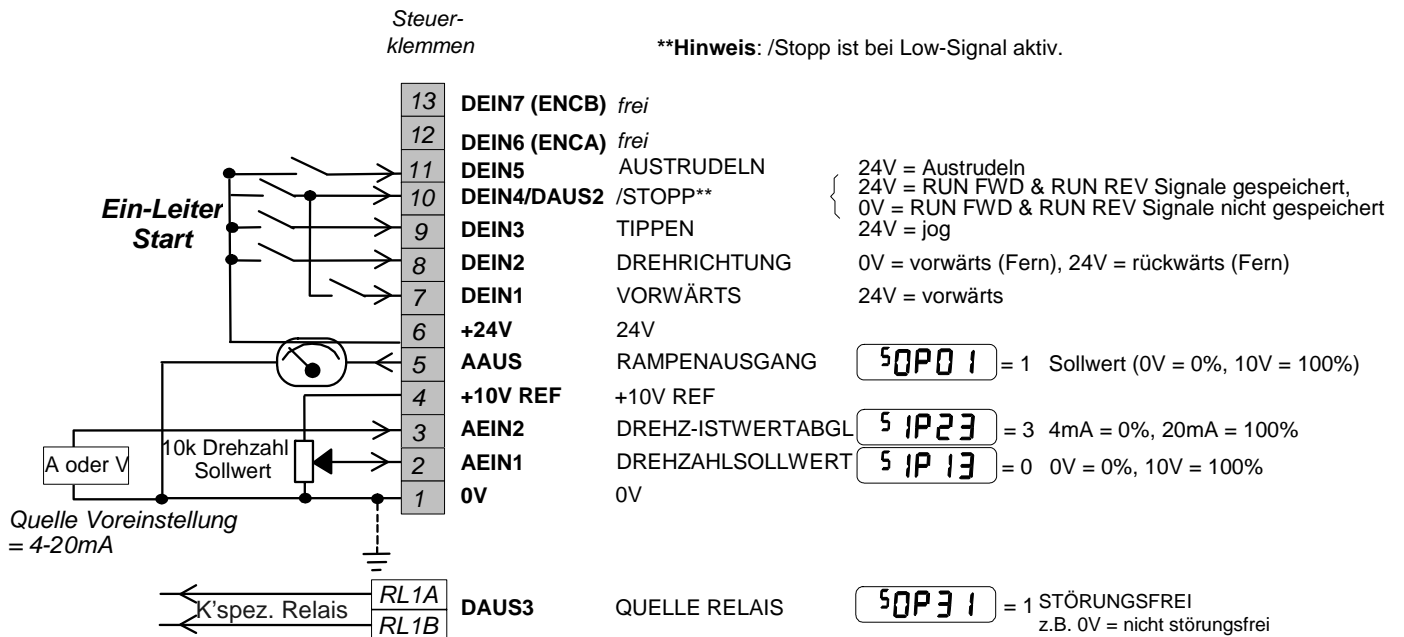 Steuer-
klemmen
**Hinweis: /Stopp ist bei Low-Signal aktiv.
13 DEIN7 (ENCB) frei
12 DEIN6 (ENCA) frei
11 DEIN5 AUSTRUDELN 24V = Austrudeln
10 DEIN4/DAUS2 /STOPP** 24V = RUN FWD & RUN REV Signale gespeichert,
0V = RUN FWD & RUN REV Signale nicht gespeichert
Ein-Leiter
Start
9 DEIN3 TIPPEN 24V = jog
8 DEIN2 DREHRICHTUNG 0V = vorwärts (Fern), 24V = rückwärts (Fern)
7 DEIN1 VORWÄRTS 24V = vorwärts
6 +24V 24V
5 AAUS RAMPENAUSGANG SOP01 = 1 Sollwert (0V = 0%, 10V = 100%)
4 +10V REF +10V REF
3 AEIN2 DREHZ-ISTWERTABGL SIP23 = 3 4mA = 0%, 20mA = 100%
A oder V
10k Drehzahl
Sollwert
2 AEIN1 DREHZAHLSOLLWERT SIP13 = 0 0V = 0%, 10V = 100%
1 0V 0V
Quelle Voreinstellung
= 4-20mA
K'spez. Relais
RL1A
RL1B
DAUS3 QUELLE RELAIS SOP31 = 1 STÖRUNGSFREI
z.B. 0V = nicht störungsfrei